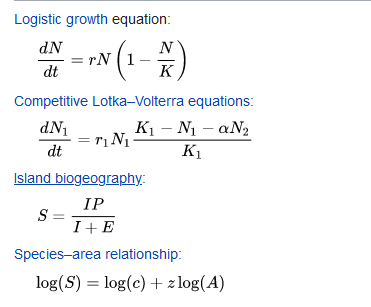 Logistic growth equation:
dN/dt = rN(1 − N/K)
Competitive Lotka–Volterra equations:
dN₁/dt = r₁N₁ (K₁ − N₁ − αN₂)/K₁
Island biogeography:
S = IP/(I + E)
Species–area relationship:
log(S) = log(c) + z log(A)